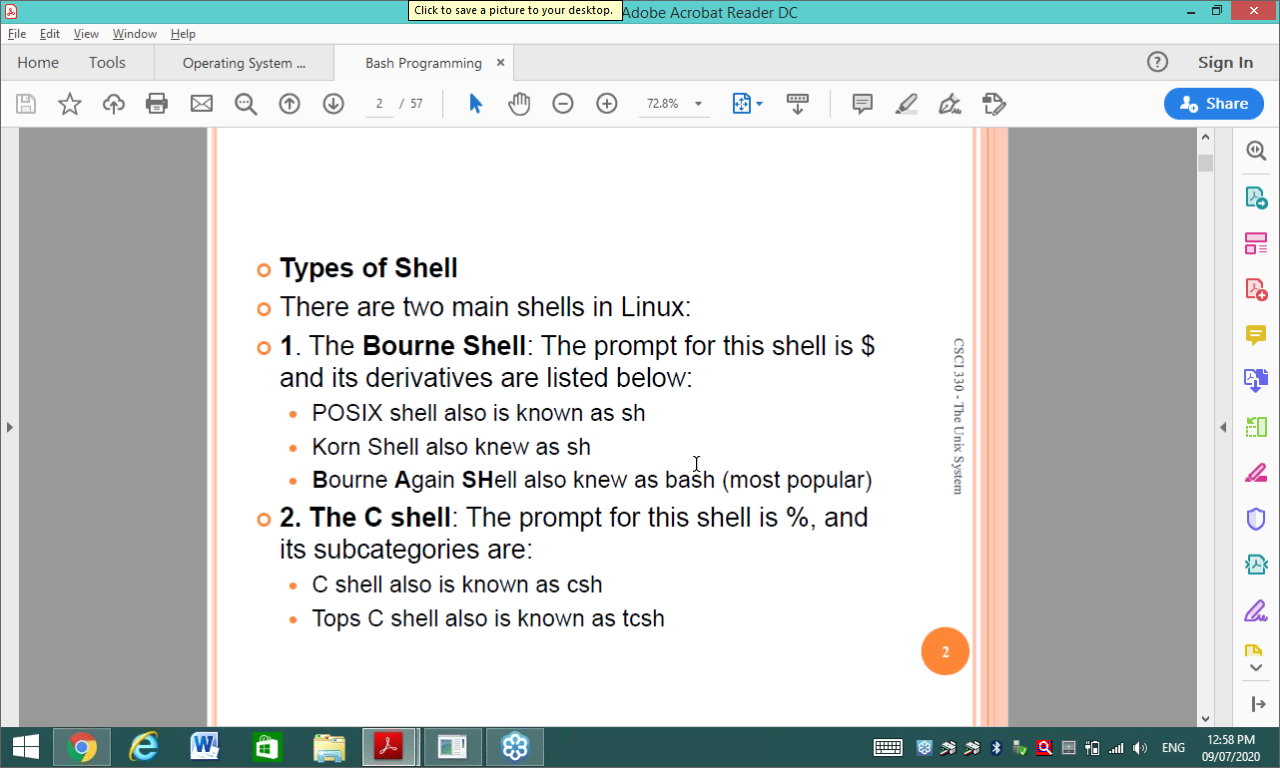 Click to save a picture to your desktop.
Adobe Acrobat Reader DC
File Edit View Window Help
Home Tools Operating System ... Bash Programming ×
Sign In
2 / 57
72.8%
Share
Types of Shell
There are two main shells in Linux:
1. The Bourne Shell: The prompt for this shell is $
and its derivatives are listed below:
POSIX shell also is known as sh
Korn Shell also knew as sh
Bourne Again SHell also knew as bash (most popular)
2. The C shell: The prompt for this shell is %, and
its subcategories are:
C shell also is known as csh
Tops C shell also is known as tcsh
CSCI 330 - The Unix System
2
ENG
12:58 PM
09/07/2020